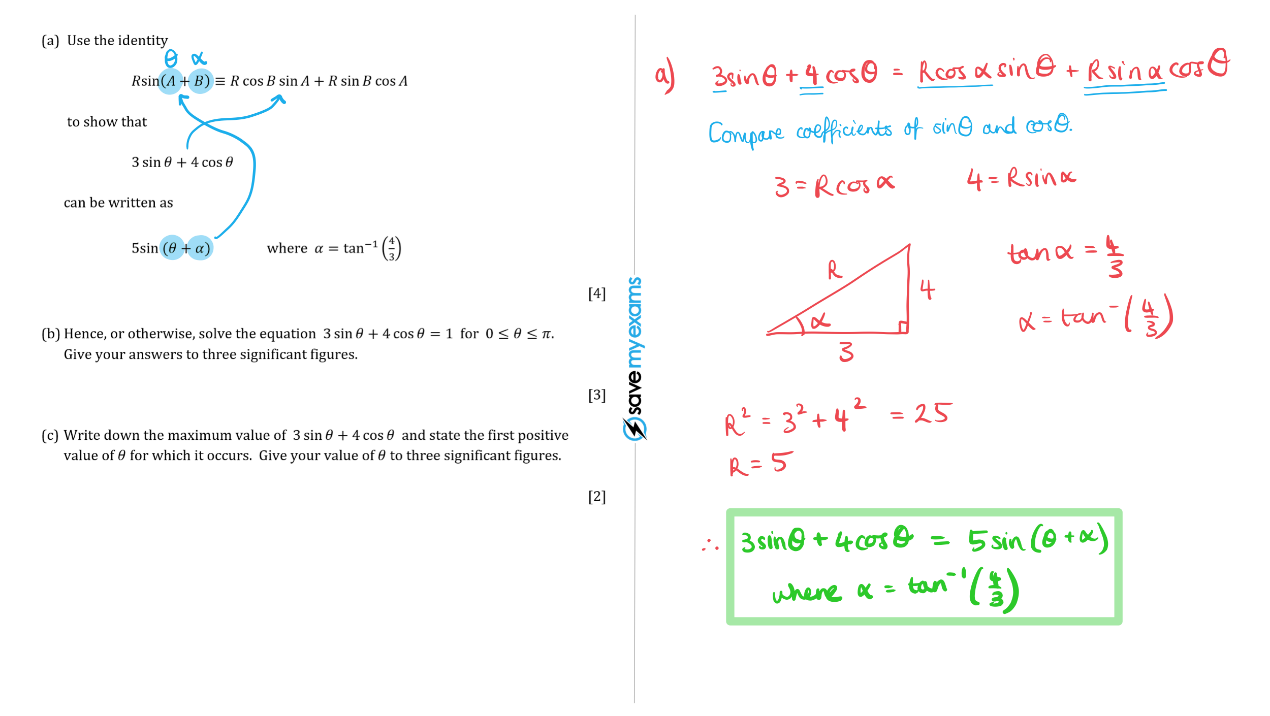 (a) Use the identity
θ α
Rsin(A + B) ≡ R cos B sin A + R sin B cos A
to show that
3 sin θ + 4 cos θ
can be written as
5sin (θ + α) where α = tan⁻¹ (4/3)
[4]
(b) Hence, or otherwise, solve the equation 3 sin θ + 4 cos θ = 1 for 0 ≤ θ ≤ π.
Give your answers to three significant figures.
[3]
(c) Write down the maximum value of 3 sin θ + 4 cos θ and state the first positive
value of θ for which it occurs. Give your value of θ to three significant figures.
[2]
save my exams
a) 3sinθ + 4cosθ = Rcosα sinθ + Rsinα cosθ
Compare coefficients of sinθ and cosθ.
3 = Rcosα 4 = Rsinα
R
4
α
3
tanα = 4/3
α = tan⁻(4/3)
R² = 3² + 4² = 25
R = 5
∴ 3sinθ + 4cosθ = 5sin(θ + α)
where α = tan⁻¹(4/3)